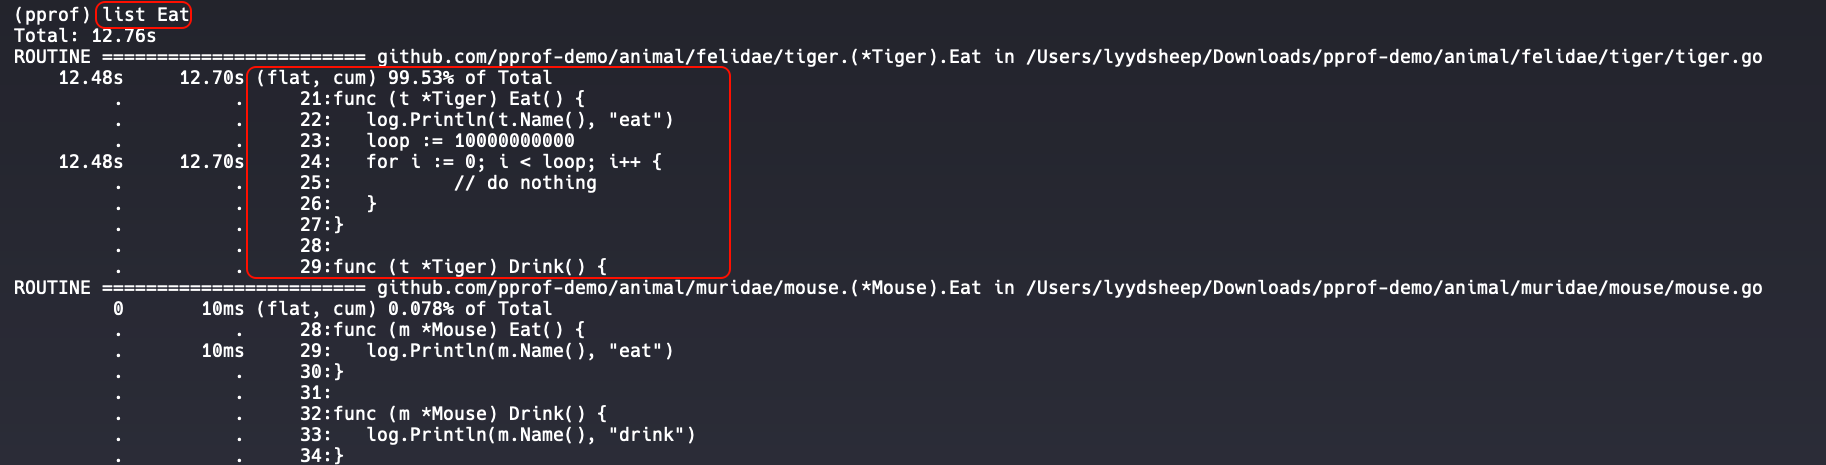 (pprof) list Eat
Total: 12.76s
ROUTINE ======================== github.com/pprof-demo/animal/felidae/tiger.(*Tiger).Eat in /Users/lyydsheep/Downloads/pprof-demo/animal/felidae/tiger/tiger.go
    12.48s     12.70s (flat, cum) 99.53% of Total
         .          .     21:func (t *Tiger) Eat() {
         .          .     22:   log.Println(t.Name(), "eat")
         .          .     23:   loop := 10000000000
    12.48s     12.70s     24:   for i := 0; i < loop; i++ {
         .          .     25:           // do nothing
         .          .     26:   }
         .          .     27:}
         .          .     28:
         .          .     29:func (t *Tiger) Drink() {
ROUTINE ======================== github.com/pprof-demo/animal/muridae/mouse.(*Mouse).Eat in /Users/lyydsheep/Downloads/pprof-demo/animal/muridae/mouse/mouse.go
         0       10ms (flat, cum) 0.078% of Total
         .          .     28:func (m *Mouse) Eat() {
         .       10ms     29:   log.Println(m.Name(), "eat")
         .          .     30:}
         .          .     31:
         .          .     32:func (m *Mouse) Drink() {
         .          .     33:   log.Println(m.Name(), "drink")
         .          .     34:}